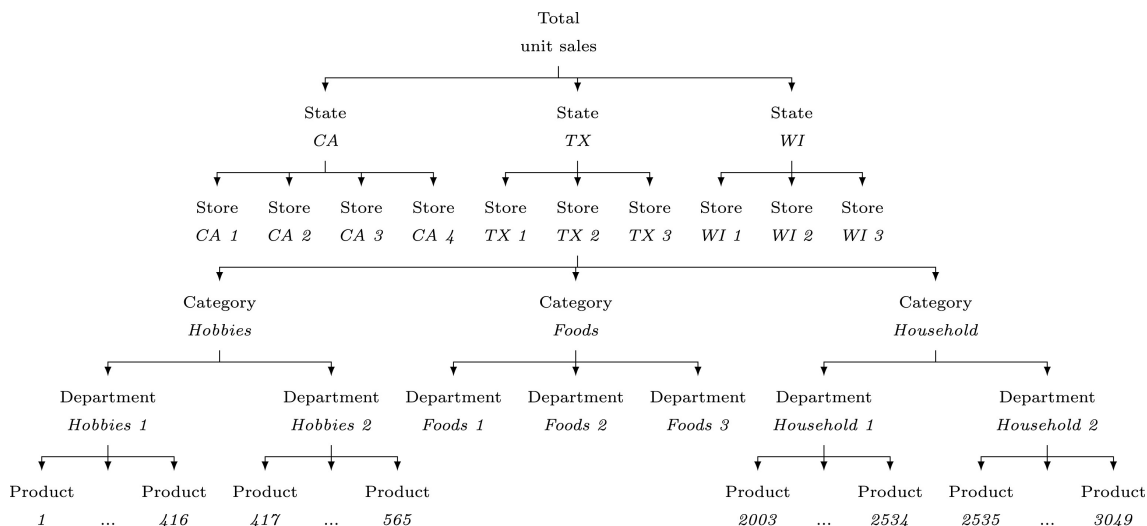 Total
unit sales
State State State
CA TX WI
Store Store Store Store Store Store Store Store Store Store
CA 1 CA 2 CA 3 CA 4 TX 1 TX 2 TX 3 WI 1 WI 2 WI 3
Category Category Category
Hobbies Foods Household
Department Department Department Department Department Department Department
Hobbies 1 Hobbies 2 Foods 1 Foods 2 Foods 3 Household 1 Household 2
Product Product Product Product Product Product Product Product
1 ... 416 417 ... 565 2003 ... 2534 2535 ... 3049